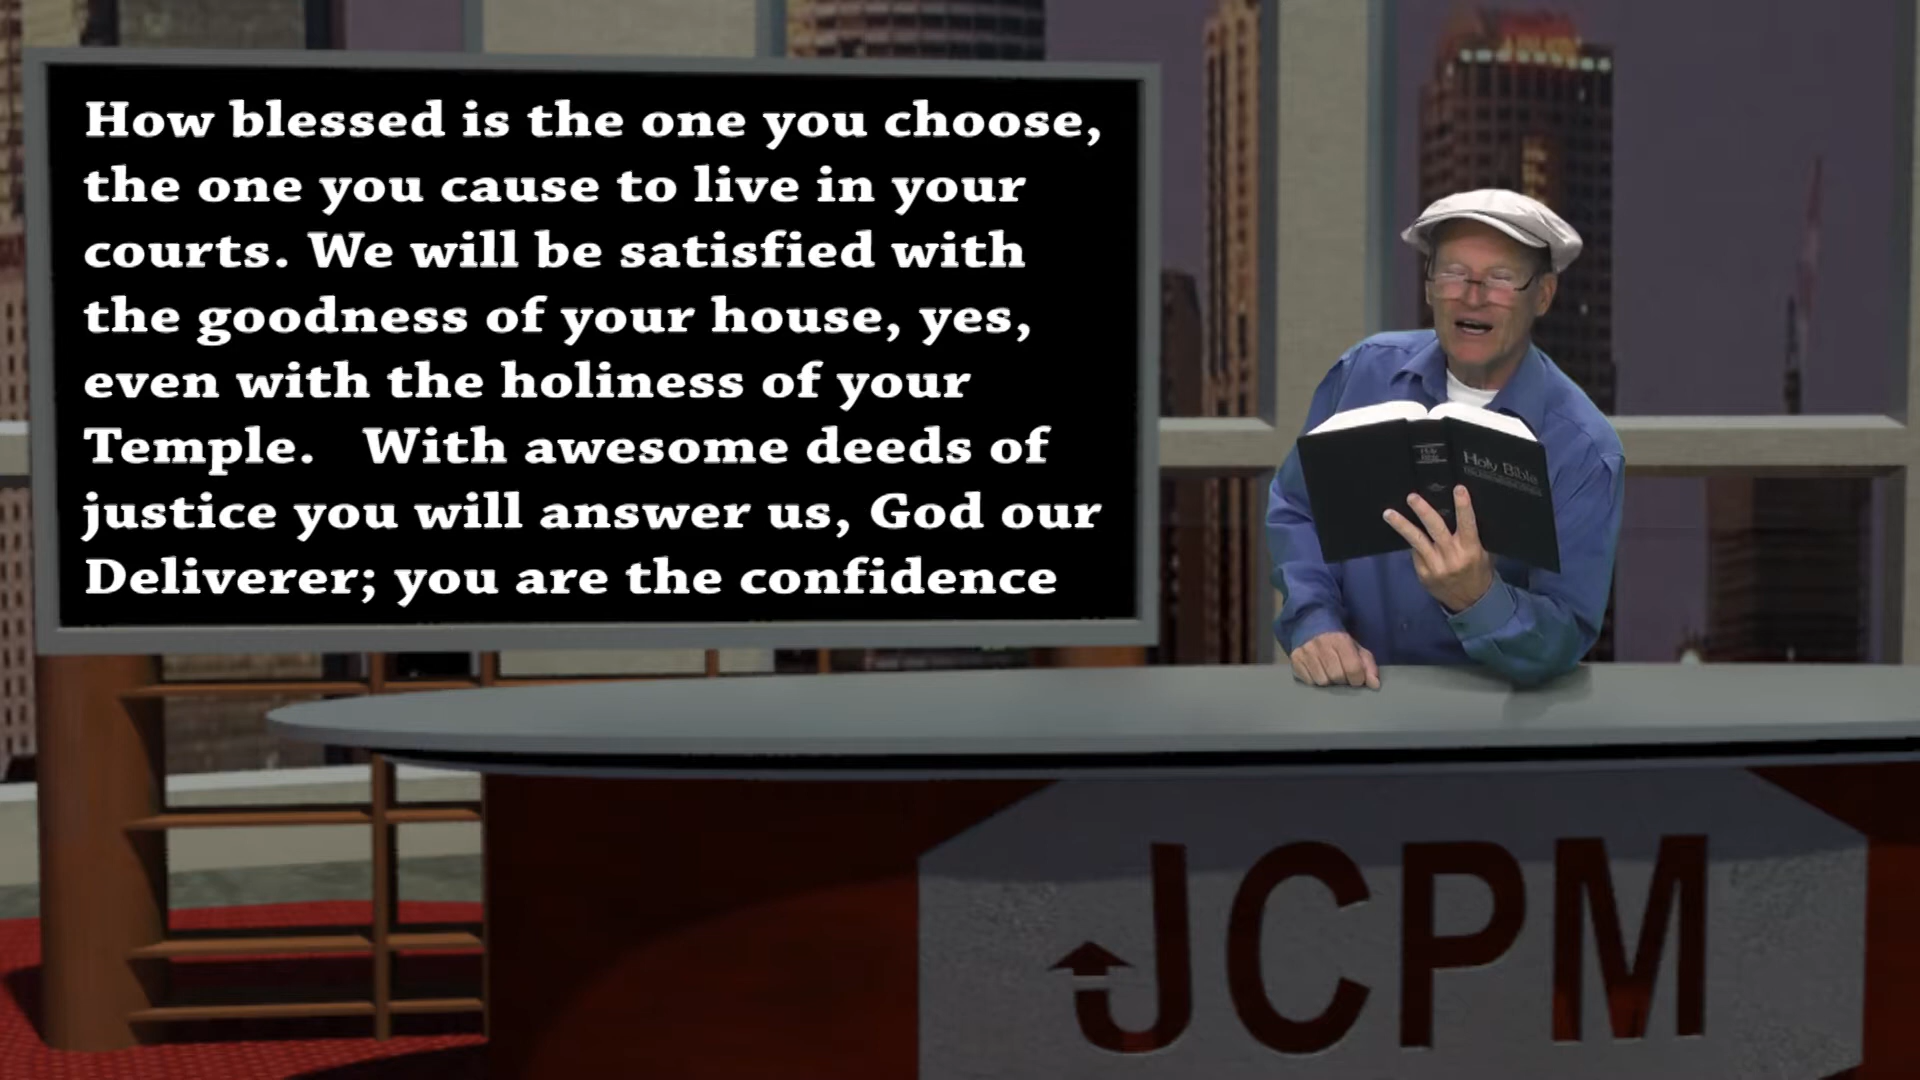 How blessed is the one you choose,
the one you cause to live in your
courts. We will be satisfied with
the goodness of your house, yes,
even with the holiness of your
Temple. With awesome deeds of
justice you will answer us, God our
Deliverer; you are the confidence
Holy Bible
Holy Bible
JCPM